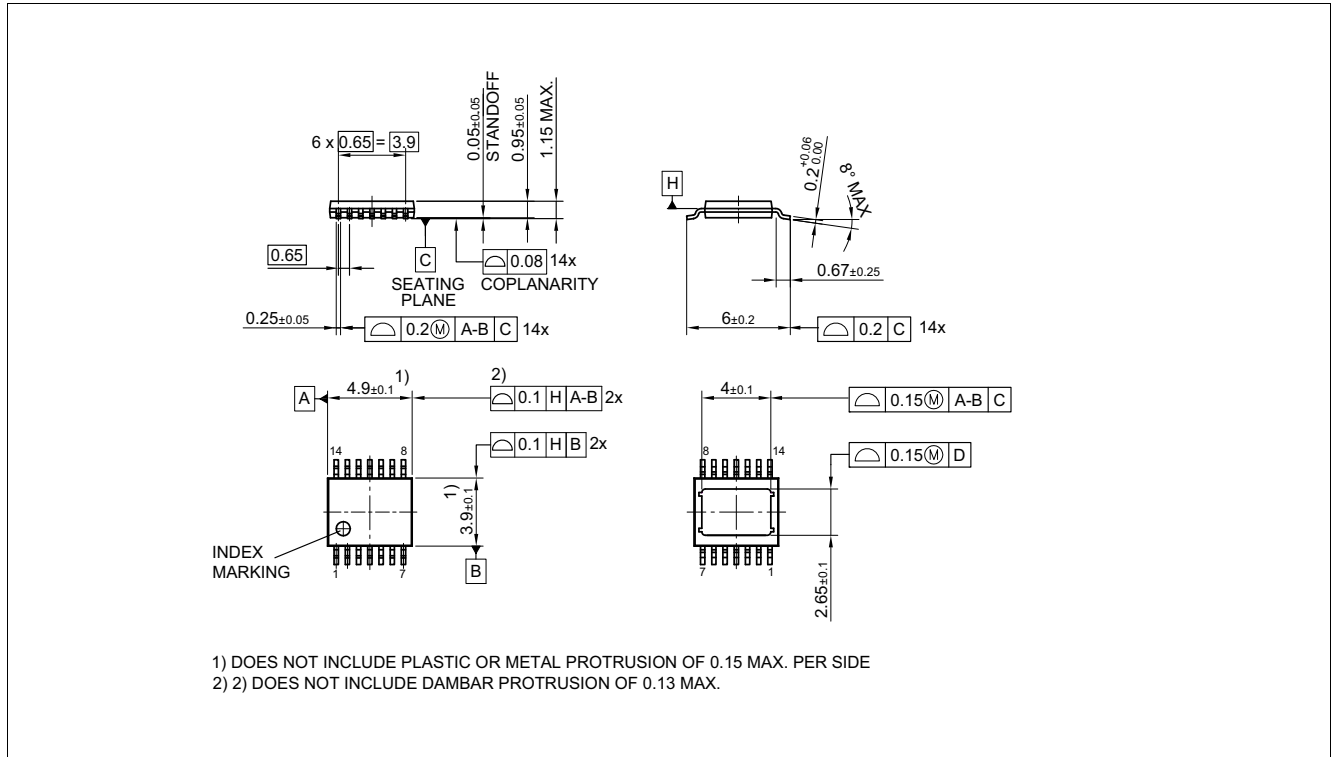 6 x 0.65 = 3.9
0.05±0.05
STANDOFF
0.95±0.05
1.15 MAX.
0.65
C
SEATING
PLANE
0.08 14x
COPLANARITY
0.25±0.05
0.2 Ⓜ A-B C 14x
H
0.2 +0.06 0.00
8° MAX
0.67±0.25
6±0.2
0.2 C 14x
A
4.9±0.1 1)
2)
0.1 H A-B 2x
0.1 H B 2x
14 8
3.9±0.1 1)
INDEX
MARKING
1 7
B
4±0.1
0.15 Ⓜ A-B C
0.15 Ⓜ D
8 14
7 1
2.65±0.1
1) DOES NOT INCLUDE PLASTIC OR METAL PROTRUSION OF 0.15 MAX. PER SIDE
2) 2) DOES NOT INCLUDE DAMBAR PROTRUSION OF 0.13 MAX.